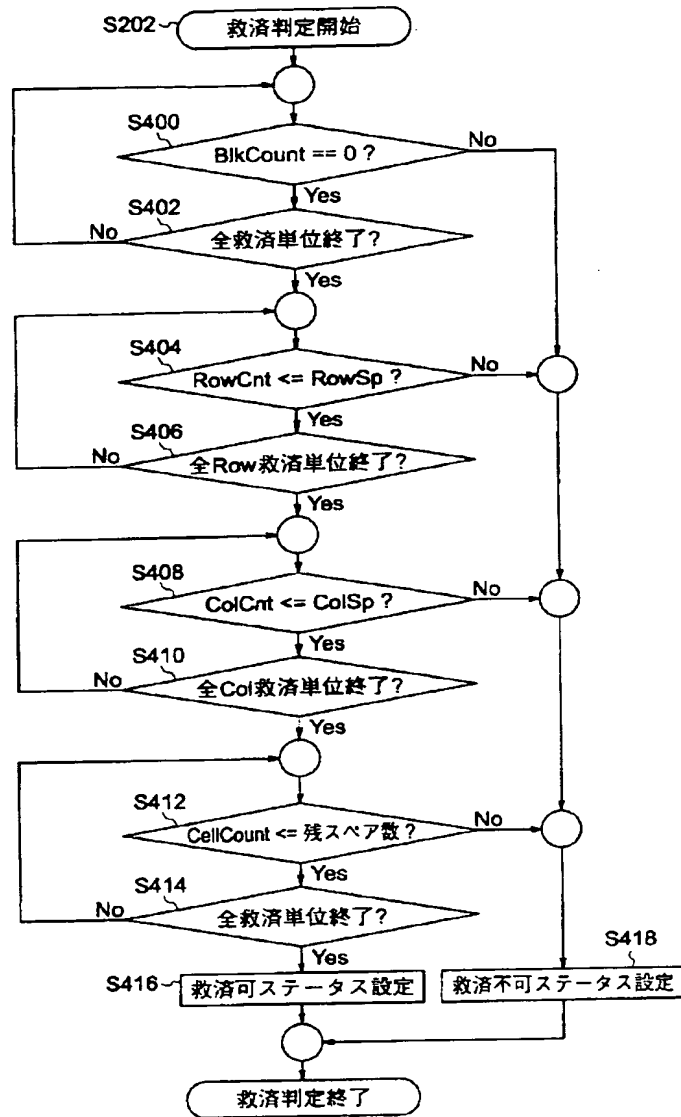 S202
救済判定開始
S400
BlkCount == 0 ?
No
Yes
S402
No
全救済単位終了?
Yes
S404
RowCnt <= RowSp ?
No
Yes
S406
No
全Row救済単位終了?
Yes
S408
ColCnt <= ColSp ?
No
Yes
S410
No
全Col救済単位終了?
Yes
S412
CellCount <= 残スペア数?
No
Yes
S414
No
全救済単位終了?
Yes
S416
救済可ステータス設定
S418
救済不可ステータス設定
救済判定終了